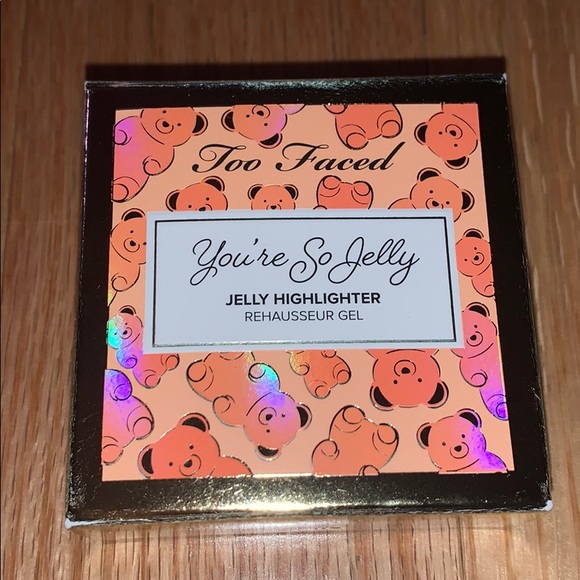 Too Faced
You're So Jelly
JELLY HIGHLIGHTER
REHAUSSEUR GEL